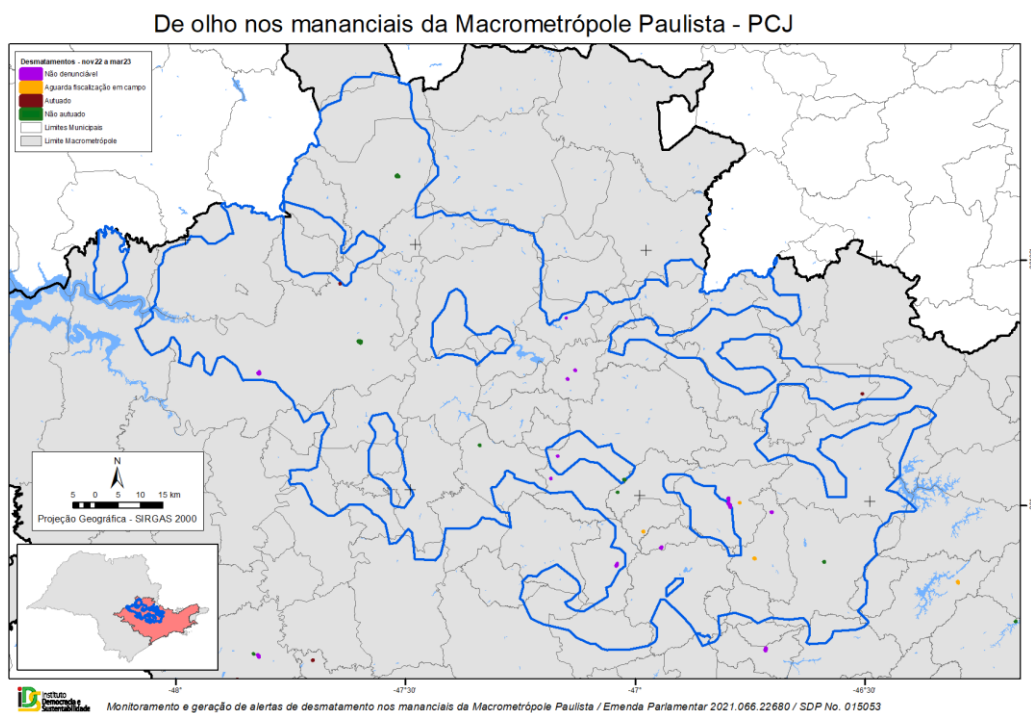 De olho nos mananciais da Macrometrópole Paulista - PCJ
Desmatamentos - nov22 a mar23
Não denunciável
Aguarda fiscalização em campo
Autuado
Não autuado
Limites Municipais
Limite Macrometrópole
N
5 0 5 10 15 km
Projeção Geográfica - SIRGAS 2000
-48 -47:30 -47 -46:30
iDS Instituto
Democracia e
Sustentabilidade
Monitoramento e geração de alertas de desmatamento nos mananciais da Macrometrópole Paulista / Emenda Parlamentar 2021.066.22680 / SDP No. 015053